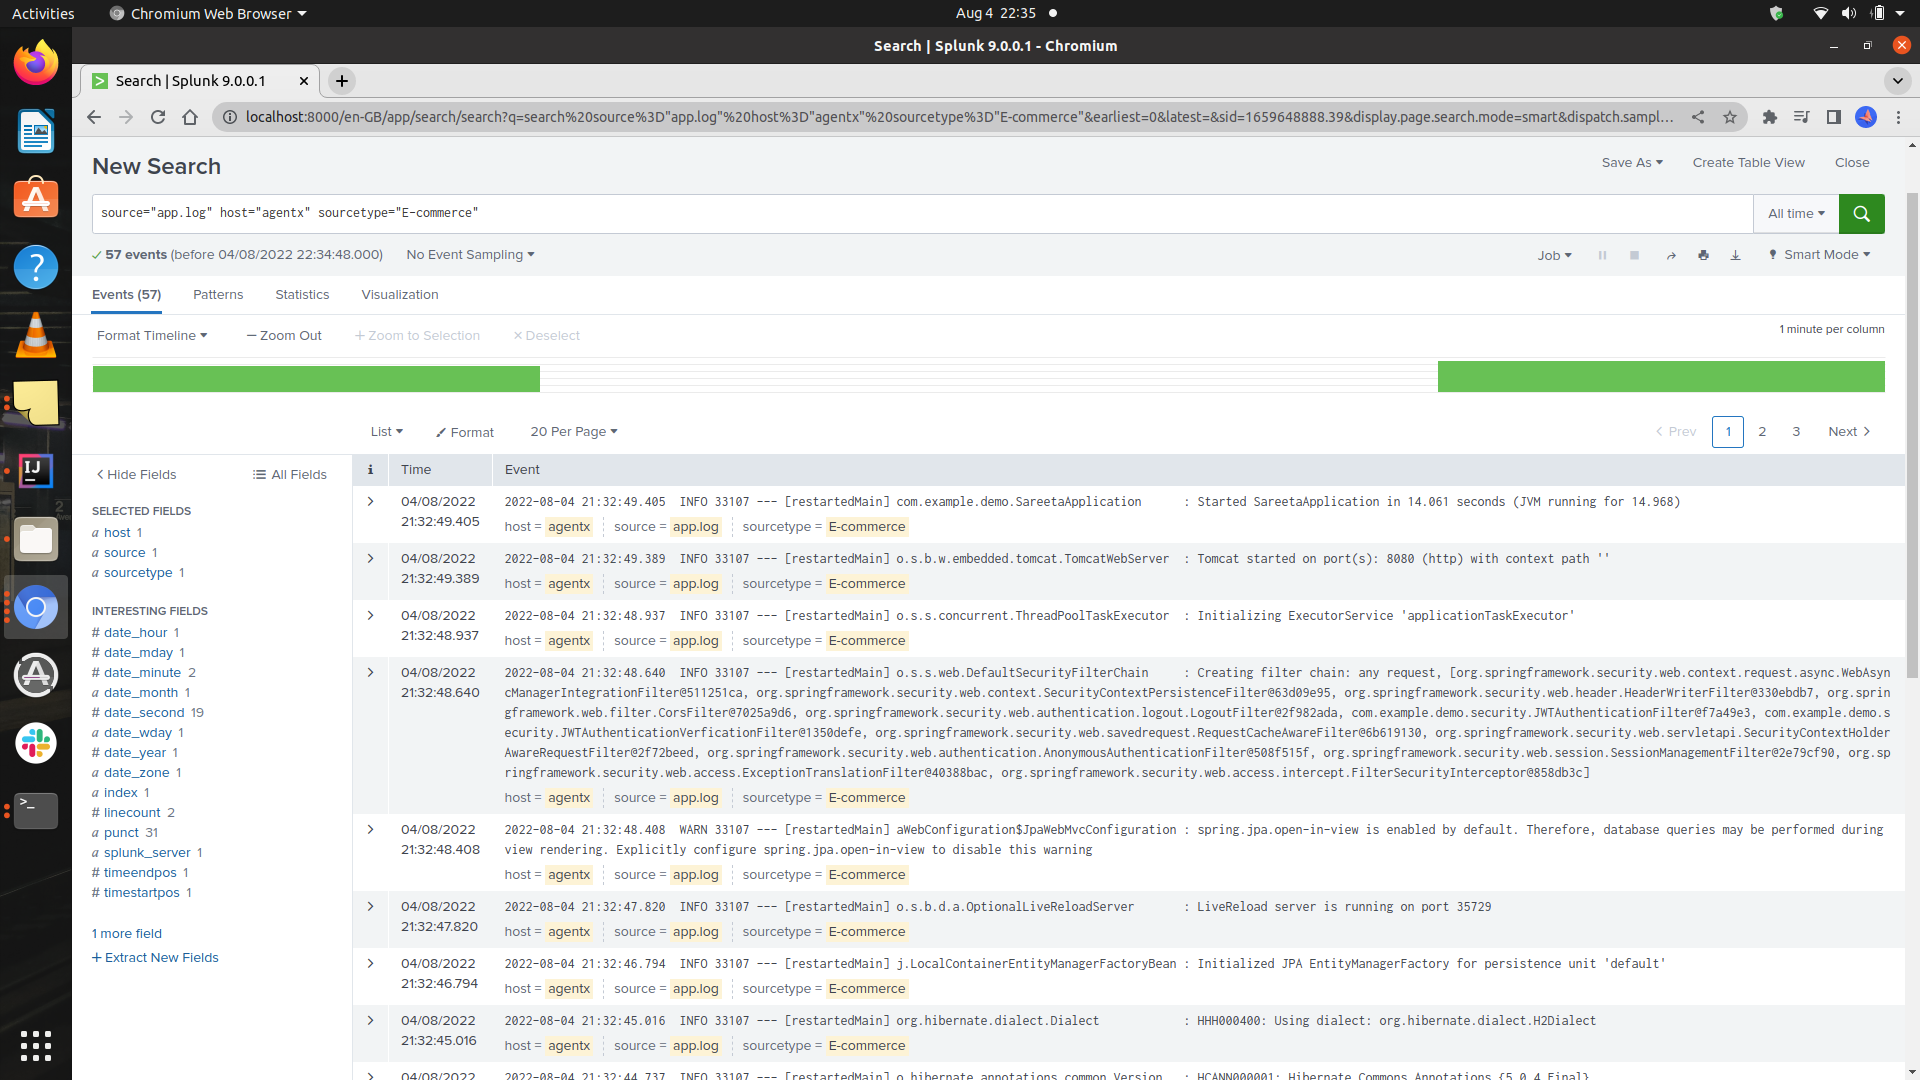 Activities
Chromium Web Browser
Aug 4 22:35
Search | Splunk 9.0.0.1 - Chromium
Search | Splunk 9.0.0.1
localhost:8000/en-GB/app/search/search?q=search%20source%3D"app.log"%20host%3D"agentx"%20sourcetype%3D"E-commerce"&earliest=0&latest=&sid=1659648888.39&display.page.search.mode=smart&dispatch.sampl...
New Search
Save As
Create Table View
Close
source="app.log" host="agentx" sourcetype="E-commerce"
All time
57 events (before 04/08/2022 22:34:48.000)
No Event Sampling
Job
Smart Mode
Events (57)
Patterns
Statistics
Visualization
Format Timeline
— Zoom Out
+ Zoom to Selection
× Deselect
1 minute per column
List
Format
20 Per Page
< Prev
1
2
3
Next >
< Hide Fields
All Fields
SELECTED FIELDS
a host 1
a source 1
a sourcetype 1
INTERESTING FIELDS
# date_hour 1
# date_mday 1
# date_minute 2
a date_month 1
# date_second 19
a date_wday 1
# date_year 1
a date_zone 1
a index 1
# linecount 2
a punct 31
a splunk_server 1
# timeendpos 1
# timestartpos 1
1 more field
+ Extract New Fields
i Time Event
04/08/2022
21:32:49.405
2022-08-04 21:32:49.405 INFO 33107 --- [restartedMain] com.example.demo.SareetaApplication : Started SareetaApplication in 14.061 seconds (JVM running for 14.968)
host = agentx source = app.log sourcetype = E-commerce
04/08/2022
21:32:49.389
2022-08-04 21:32:49.389 INFO 33107 --- [restartedMain] o.s.b.w.embedded.tomcat.TomcatWebServer : Tomcat started on port(s): 8080 (http) with context path ''
host = agentx source = app.log sourcetype = E-commerce
04/08/2022
21:32:48.937
2022-08-04 21:32:48.937 INFO 33107 --- [restartedMain] o.s.s.concurrent.ThreadPoolTaskExecutor : Initializing ExecutorService 'applicationTaskExecutor'
host = agentx source = app.log sourcetype = E-commerce
04/08/2022
21:32:48.640
2022-08-04 21:32:48.640 INFO 33107 --- [restartedMain] o.s.s.web.DefaultSecurityFilterChain : Creating filter chain: any request, [org.springframework.security.web.context.request.async.WebAsyn
cManagerIntegrationFilter@511251ca, org.springframework.security.web.context.SecurityContextPersistenceFilter@63d09e95, org.springframework.security.web.header.HeaderWriterFilter@330ebdb7, org.sprin
gframework.web.filter.CorsFilter@7025a9d6, org.springframework.security.web.authentication.logout.LogoutFilter@2f982ada, com.example.demo.security.JWTAuthenticationFilter@f7a49e3, com.example.demo.s
ecurity.JWTAuthenticationVerficationFilter@1350defe, org.springframework.security.web.savedrequest.RequestCacheAwareFilter@6b619130, org.springframework.security.web.servletapi.SecurityContextHolder
AwareRequestFilter@2f72beed, org.springframework.security.web.authentication.AnonymousAuthenticationFilter@508f515f, org.springframework.security.web.session.SessionManagementFilter@2e79cf90, org.sp
ringframework.security.web.access.ExceptionTranslationFilter@40388bac, org.springframework.security.web.access.intercept.FilterSecurityInterceptor@858db3c]
host = agentx source = app.log sourcetype = E-commerce
04/08/2022
21:32:48.408
2022-08-04 21:32:48.408 WARN 33107 --- [restartedMain] aWebConfiguration$JpaWebMvcConfiguration : spring.jpa.open-in-view is enabled by default. Therefore, database queries may be performed during
view rendering. Explicitly configure spring.jpa.open-in-view to disable this warning
host = agentx source = app.log sourcetype = E-commerce
04/08/2022
21:32:47.820
2022-08-04 21:32:47.820 INFO 33107 --- [restartedMain] o.s.b.d.a.OptionalLiveReloadServer : LiveReload server is running on port 35729
host = agentx source = app.log sourcetype = E-commerce
04/08/2022
21:32:46.794
2022-08-04 21:32:46.794 INFO 33107 --- [restartedMain] j.LocalContainerEntityManagerFactoryBean : Initialized JPA EntityManagerFactory for persistence unit 'default'
host = agentx source = app.log sourcetype = E-commerce
04/08/2022
21:32:45.016
2022-08-04 21:32:45.016 INFO 33107 --- [restartedMain] org.hibernate.dialect.Dialect : HHH000400: Using dialect: org.hibernate.dialect.H2Dialect
host = agentx source = app.log sourcetype = E-commerce
04/08/2022
2022-08-04 21:32:44.737 INFO 33107 --- [restartedMain] o.hibernate.annotations.common.Version : HCANN000001: Hibernate Commons Annotations {5.0.4.Final}